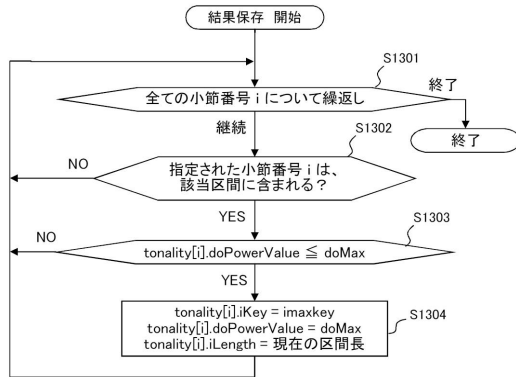 結果保存 開始
S1301
全ての小節番号 i について繰返し
終了
終了
継続
S1302
指定された小節番号 i は、
該当区間に含まれる?
NO
YES
S1303
tonality[i].doPowerValue ≦ doMax
NO
YES
S1304
tonality[i].iKey = imaxkey
tonality[i].doPowerValue = doMax
tonality[i].iLength = 現在の区間長